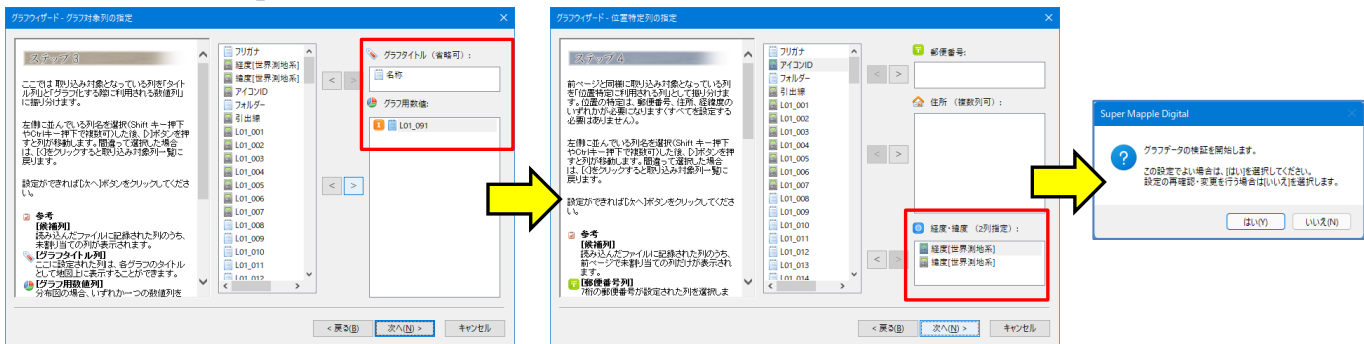 グラフウィザード - グラフ対象列の指定
ステップ 3
ここでは 取り込み対象となっている列を「タイト
ル列」と「グラフ化する際に利用される数値列」
に振り分けます。
左側に並んでいる列名を選択(Shift キー押下
やCtrlキー押下で複数可)した後、[>]ボタンを押
すと列が移動します。間違って選択した場合
は、[<]をクリックすると取り込み対象列一覧に
戻ります。
設定ができれば[次へ]ボタンをクリックしてくださ
い。
参考
[候補列]
読み込んだファイルに記録された列のうち、
未割り当ての列が表示されます。
[グラフタイトル列]
ここに設定された列は、各グラフのタイトル
として地図上に表示することができます。
[グラフ用数値列]
分布図の場合、いずれか一つの数値列を
フリガナ
経度[世界測地系]
緯度[世界測地系]
アイコンID
フォルダー
引出線
L01_001
L01_002
L01_003
L01_004
L01_005
L01_006
L01_007
L01_008
L01_009
L01_010
L01_011
L01_012
<
>
グラフタイトル (省略可) :
名称
グラフ用数値:
1 L01_091
<
>
< 戻る(B)
次へ(N) >
キャンセル
グラフウィザード - 位置特定列の指定
ステップ 4
前ページと同様に取り込み対象となっている列
を「位置特定に利用される列」として振り分けま
す。位置の特定は、郵便番号、住所、経緯度の
いずれかが必要になります(すべてを設定する
必要はありません)。
左側に並んでいる列名を選択(Shift キー押下
やCtrlキー押下で複数可)した後、[>]ボタンを押
すと列が移動します。間違って選択した場合
は、[<]をクリックすると取り込み対象列一覧に
戻ります。
設定ができれば[次へ]ボタンをクリックしてくださ
い。
参考
[候補列]
読み込んだファイルに記録された列のうち、
前ページで未割り当ての列だけが表示され
ます。
[郵便番号列]
7桁の郵便番号が設定された列を選択しま
フリガナ
アイコンID
フォルダー
引出線
L01_001
L01_002
L01_003
L01_004
L01_005
L01_006
L01_007
L01_008
L01_009
L01_010
L01_011
L01_012
L01_013
L01_014
<
>
郵便番号:
住所 (複数列可) :
<
>
経度・緯度 (2列指定) :
経度[世界測地系]
緯度[世界測地系]
<
>
< 戻る(B)
次へ(N) >
キャンセル
Super Mapple Digital
グラフデータの検証を開始します。
この設定でよい場合は、[はい]を選択してください。
設定の再確認・変更を行う場合は[いいえ]を選択します。
はい(Y)
いいえ(N)